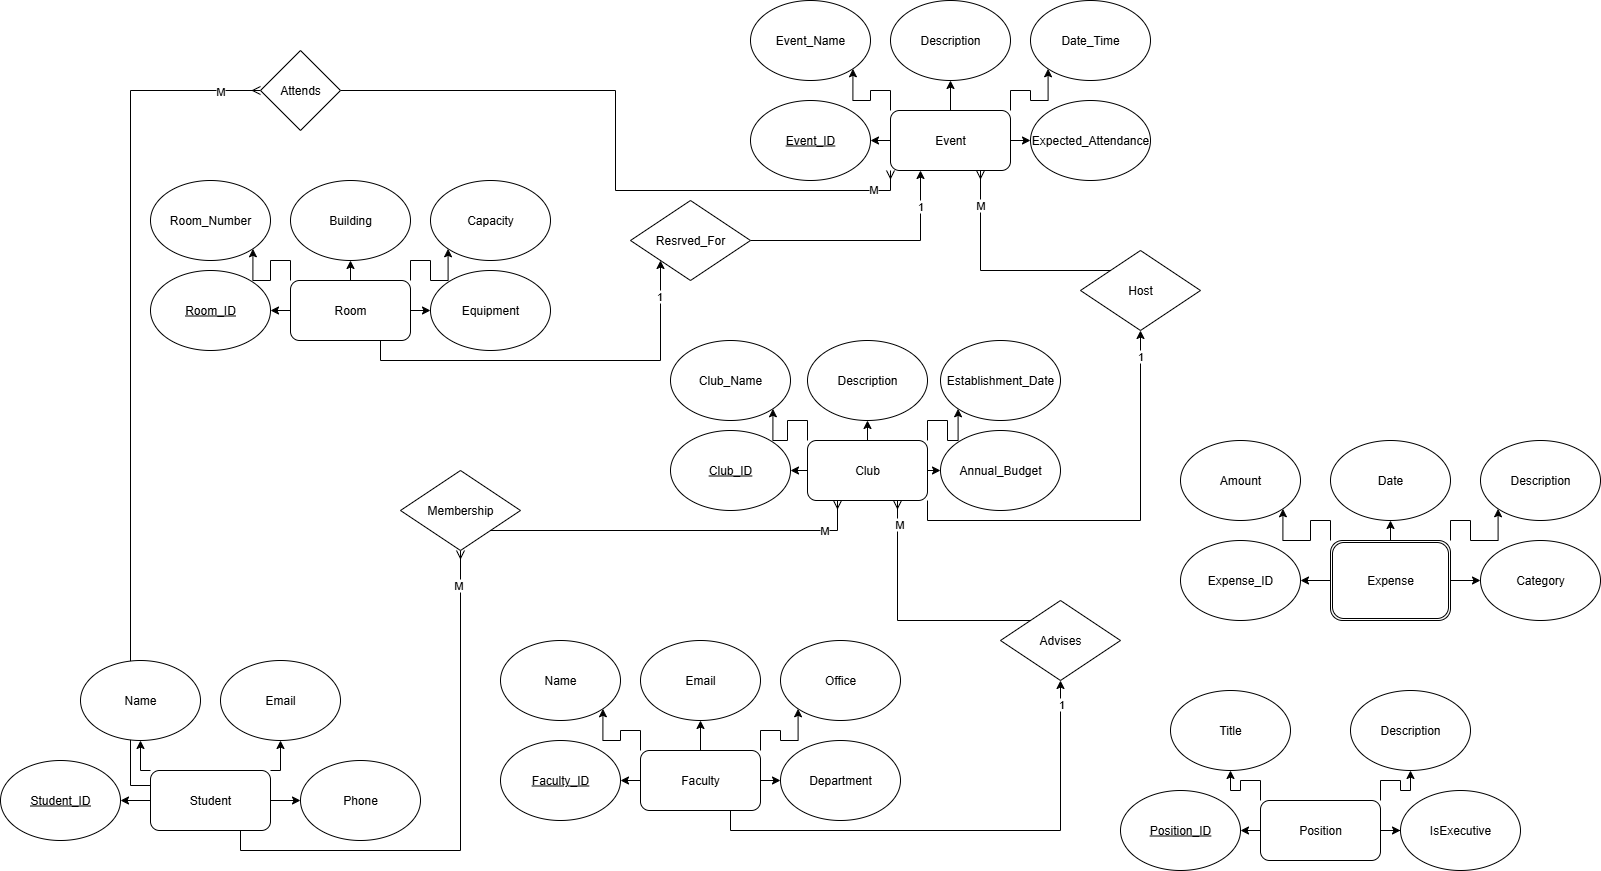 Event_Name
Description
Date_Time
Attends
M
Event_ID
Event
Expected_Attendance
M
Room_Number
Building
Capacity
1
M
Resrved_For
Room_ID
Room
Equipment
1
Host
1
Club_Name
Description
Establishment_Date
Club_ID
Club
Annual_Budget
Amount
Date
Description
Membership
M
M
Expense_ID
Expense
Category
M
Advises
Name
Email
Name
Email
Office
1
Title
Description
Student_ID
Student
Phone
Faculty_ID
Faculty
Department
Position_ID
Position
IsExecutive